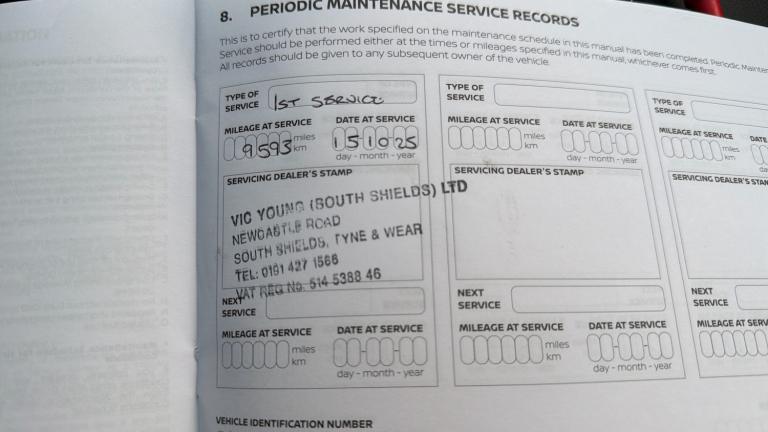 8. PERIODIC MAINTENANCE SERVICE RECORDS
This is to certify that the work specified on the maintenance schedule in this manual has been completed. Periodic
Service should be performed either at the times or mileages specified in this manual, whichever comes first.
All records should be given to any subsequent owner of the vehicle.
TYPE OF SERVICE 1ST SERVICE
MILEAGE AT SERVICE DATE AT SERVICE
9593 miles km 15 10 25
day - month - year
SERVICING DEALER'S STAMP
VIC YOUNG (SOUTH SHIELDS) LTD
NEWCASTLE ROAD
SOUTH SHIELDS, TYNE & WEAR
TEL: 0191 427 1566
VAT REG No. 514 5388 46
NEXT SERVICE
MILEAGE AT SERVICE DATE AT SERVICE
miles km
day - month - year
TYPE OF SERVICE
MILEAGE AT SERVICE DATE AT SERVICE
miles km
day - month - year
SERVICING DEALER'S STAMP
NEXT SERVICE
MILEAGE AT SERVICE DATE AT SERVICE
miles km
day - month - year
TYPE OF SERVICE
MILEAGE AT SERVICE DATE
miles km
SERVICING DEALER'S
NEXT SERVICE
MILEAGE AT
VEHICLE IDENTIFICATION NUMBER